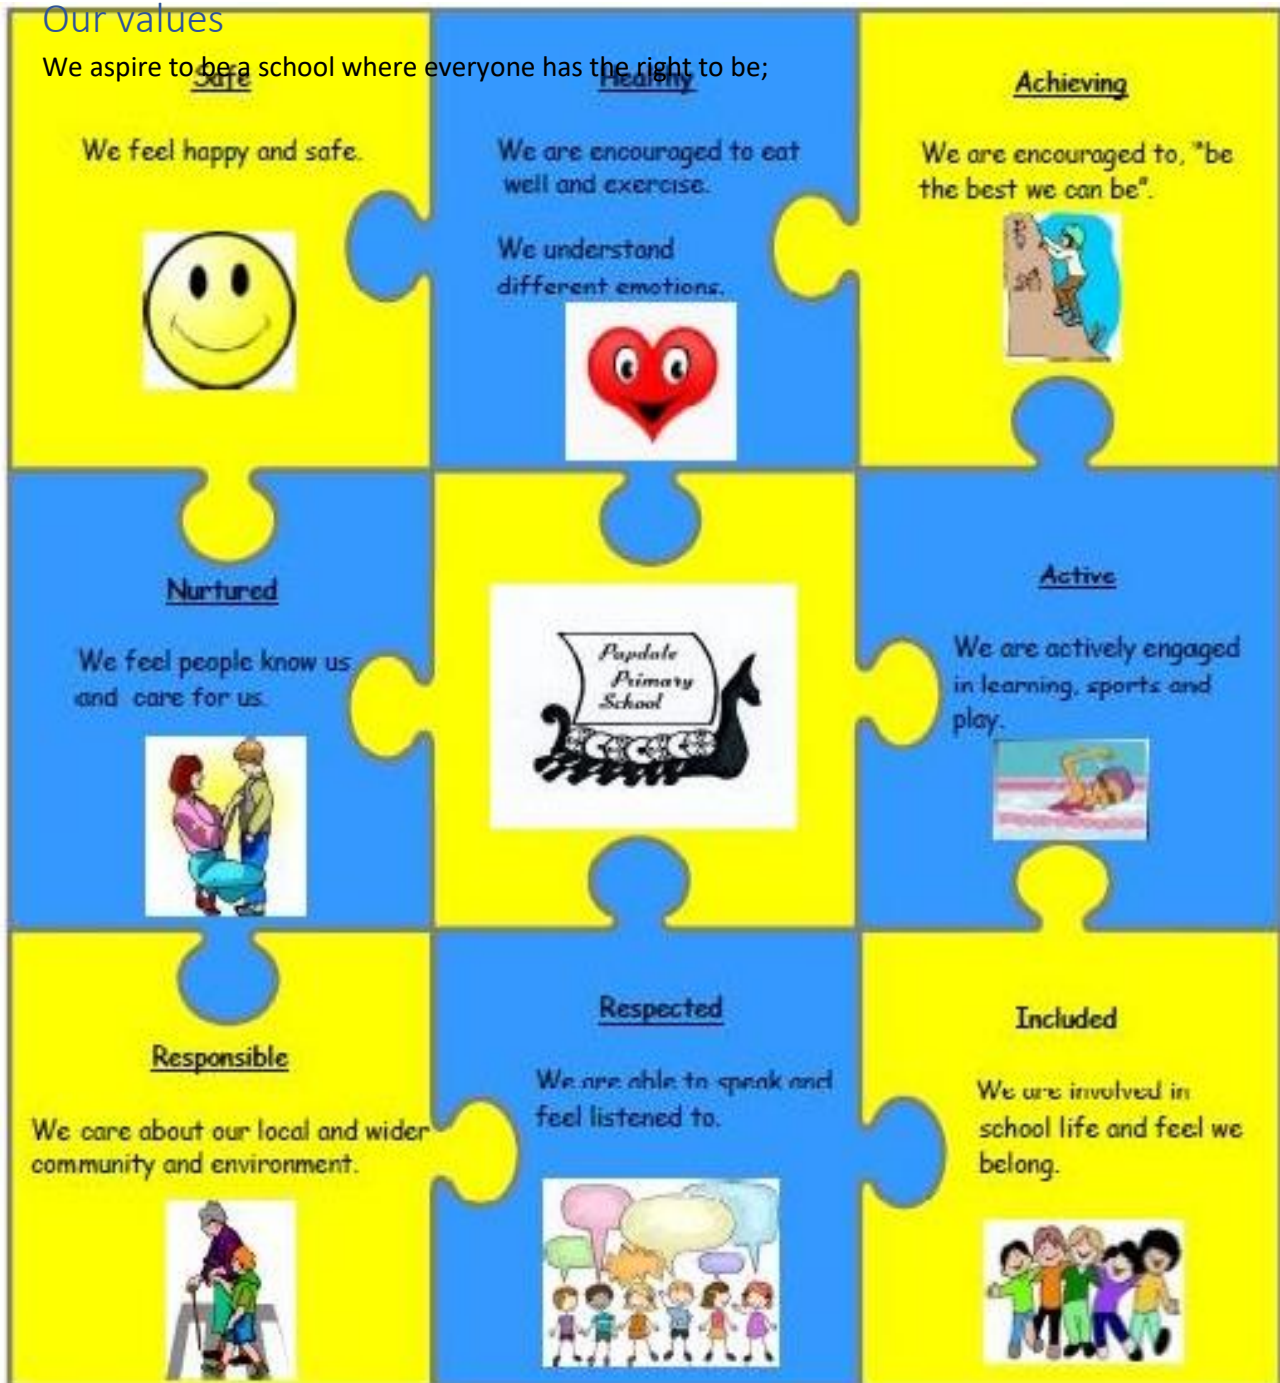 Our values
We aspire to be a school where everyone has the right to be;
Safe
We feel happy and safe.
Healthy
We are encouraged to eat
well and exercise.
We understand
different emotions.
Achieving
We are encouraged to, "be
the best we can be".
Nurtured
We feel people know us
and care for us.
Papdale
Primary
School
Active
We are actively engaged
in learning, sports and
play.
Responsible
We care about our local and wider
community and environment.
Respected
We are able to speak and
feel listened to.
Included
We are involved in
school life and feel we
belong.